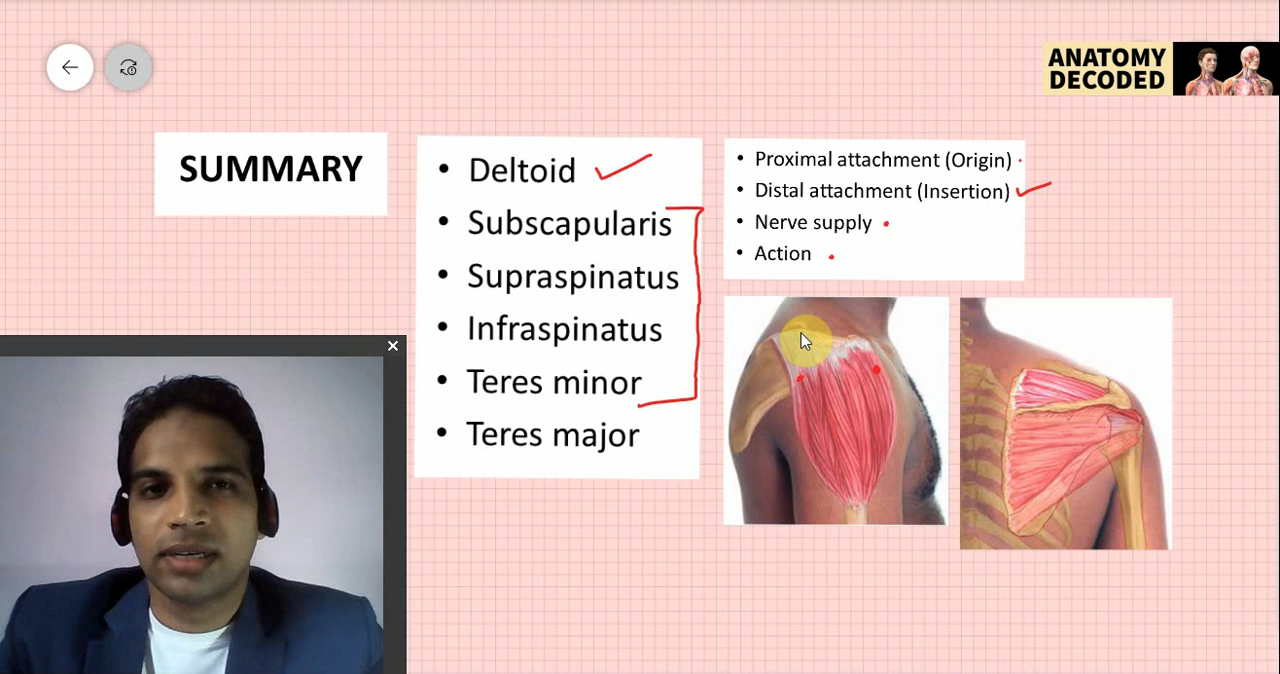 ANATOMY
DECODED
SUMMARY
• Deltoid
• Subscapularis
• Supraspinatus
• Infraspinatus
• Teres minor
• Teres major
• Proximal attachment (Origin)
• Distal attachment (Insertion)
• Nerve supply
• Action